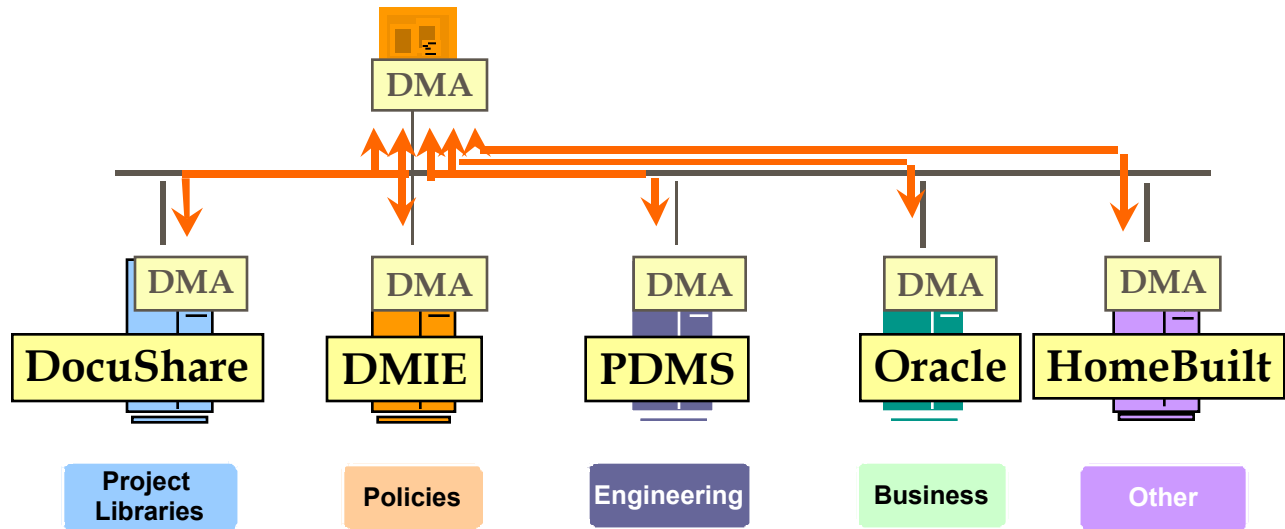 DMA
DMA
DMA
DMA
DMA
DMA
DocuShare
DMIE
PDMS
Oracle
HomeBuilt
Project
Libraries
Policies
Engineering
Business
Other